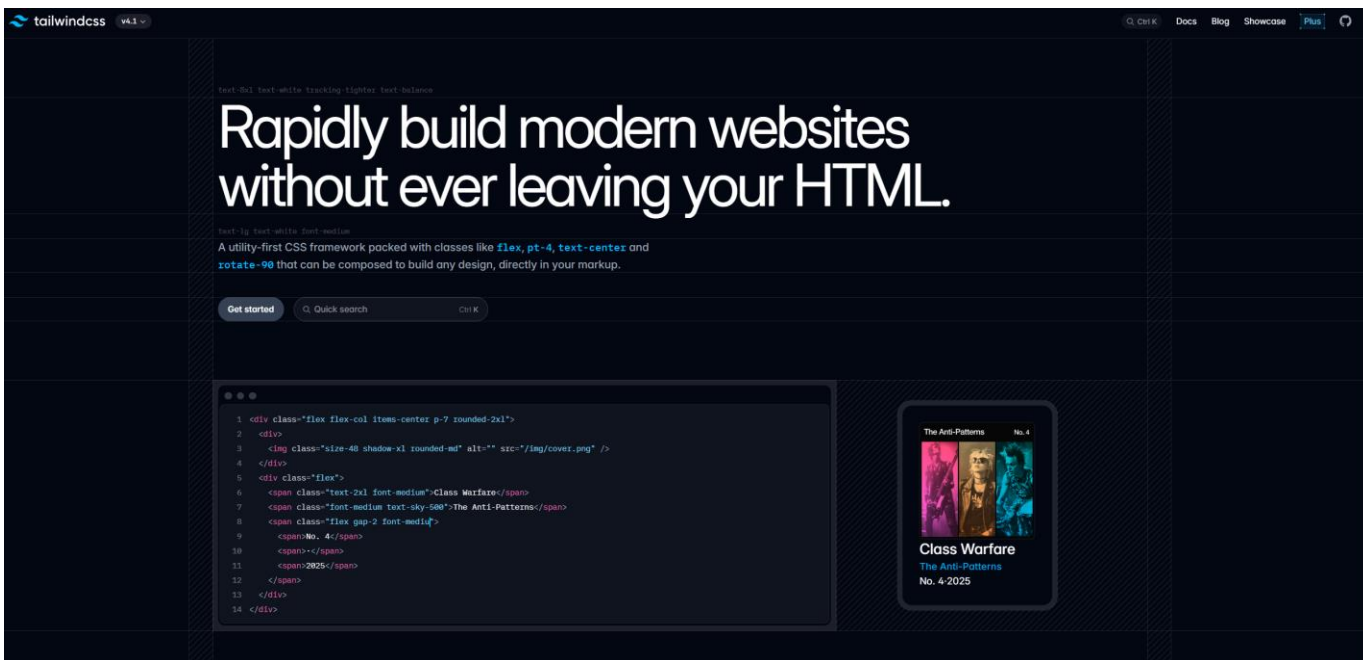 tailwindcss v4.1
Ctrl K Docs Blog Showcase Plus
text-8xl text-white tracking-tighter text-balance
Rapidly build modern websites
without ever leaving your HTML.
text-lg text-white font-medium
A utility-first CSS framework packed with classes like flex, pt-4, text-center and
rotate-90 that can be composed to build any design, directly in your markup.
Get started Quick search Ctrl K
1 <div class="flex flex-col items-center p-7 rounded-2xl">
2 <div>
3 <img class="size-48 shadow-xl rounded-md" alt="" src="/img/cover.png" />
4 </div>
5 <div class="flex">
6 <span class="text-2xl font-medium">Class Warfare</span>
7 <span class="font-medium text-sky-500">The Anti-Patterns</span>
8 <span class="flex gap-2 font-mediu">
9 <span>No. 4</span>
10 <span>·</span>
11 <span>2025</span>
12 </span>
13 </div>
14 </div>
The Anti-Patterns No. 4
Class Warfare
The Anti-Patterns
No. 4·2025